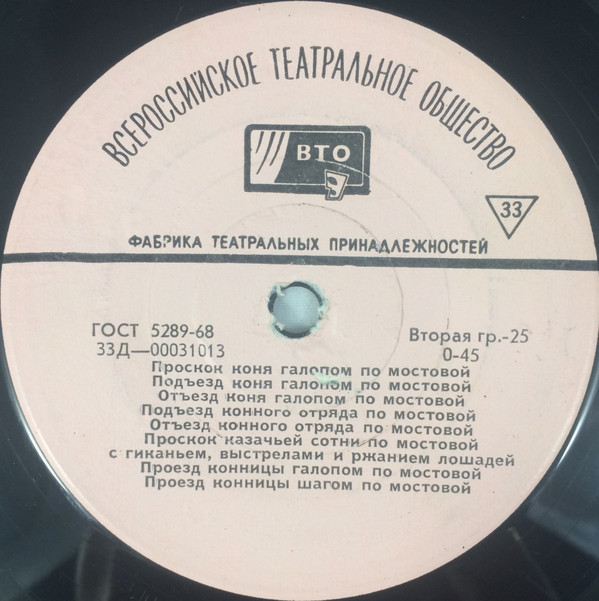 ВСЕРОССИЙСКОЕ ТЕАТРАЛЬНОЕ ОБЩЕСТВО
ВТО
33
ФАБРИКА ТЕАТРАЛЬНЫХ ПРИНАДЛЕЖНОСТЕЙ
ГОСТ 5289-68
33Д—00031013
Вторая гр.-25
0-45
Проскок коня галопом по мостовой
Подъезд коня галопом по мостовой
Отъезд коня галопом по мостовой
Подъезд конного отряда по мостовой
Отъезд конного отряда по мостовой
Проскок казачьей сотни по мостовой
с гиканьем, выстрелами и ржанием лошадей
Проезд конницы галопом по мостовой
Проезд конницы шагом по мостовой